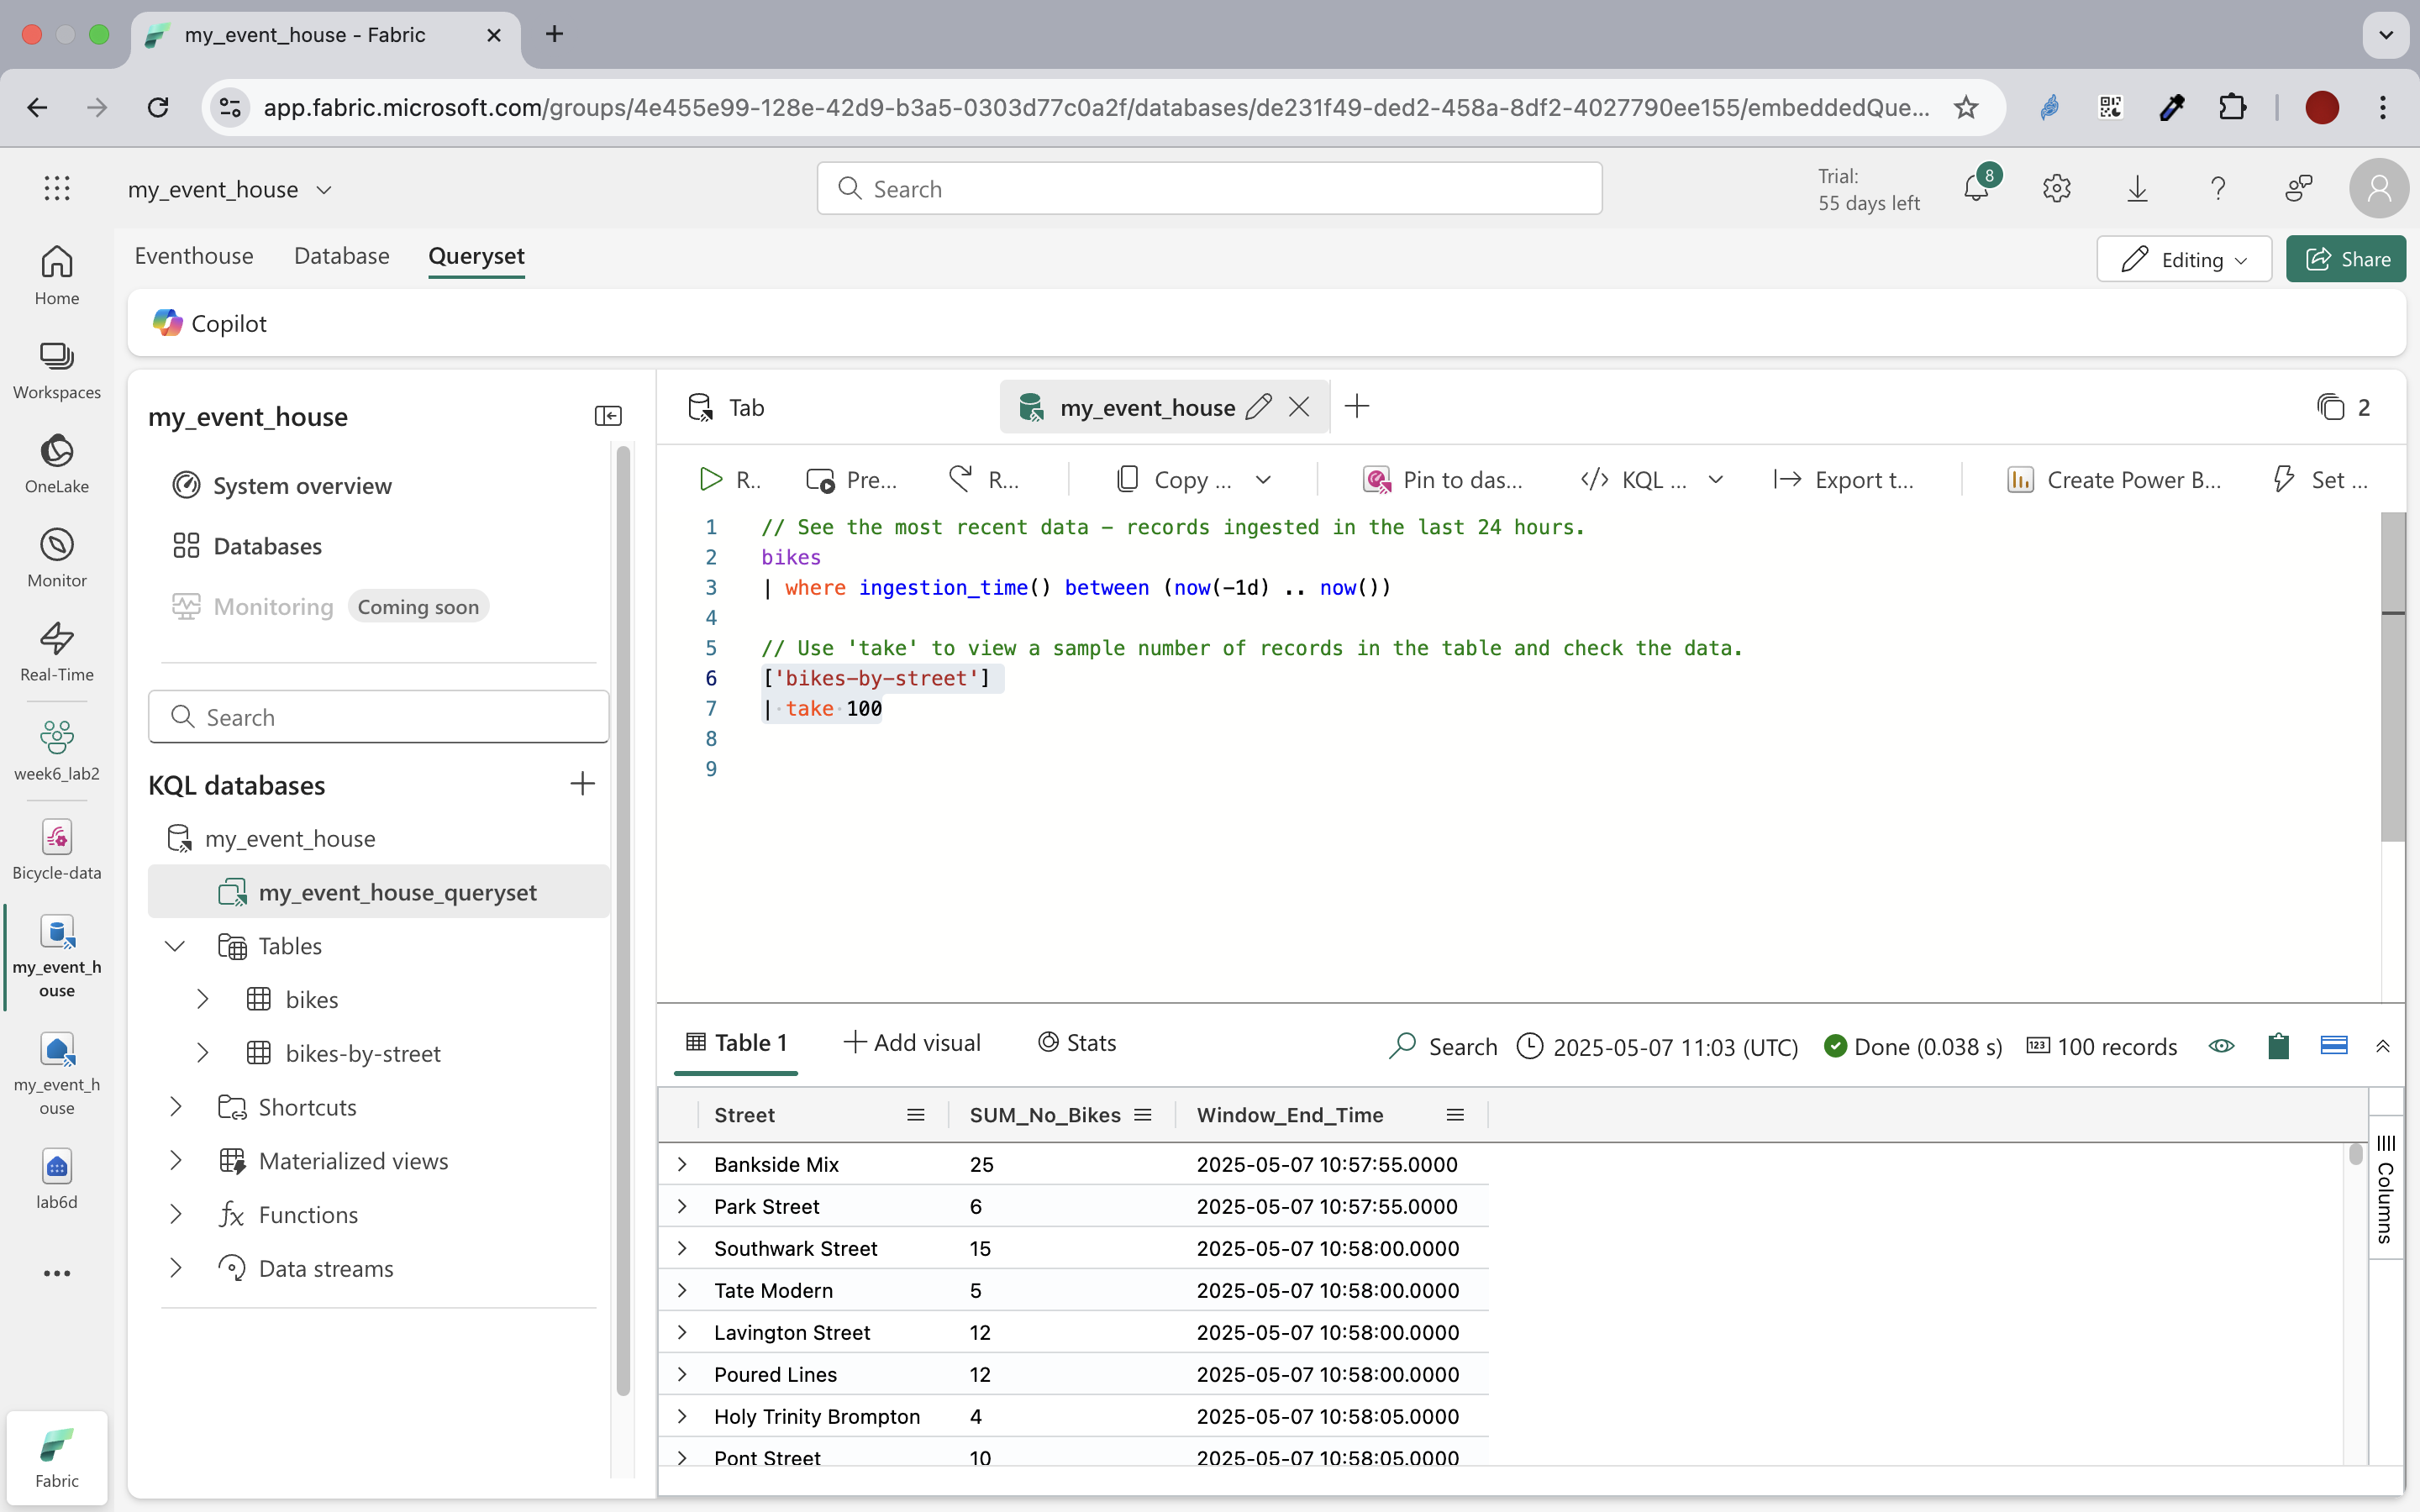 my_event_house - Fabric
app.fabric.microsoft.com/groups/4e455e99-128e-42d9-b3a5-0303d77c0a2f/databases/de231f49-ded2-458a-8df2-4027790ee155/embeddedQue...
my_event_house
Search
Trial:
55 days left
8
Eventhouse Database Queryset
Editing
Share
Copilot
Home
Workspaces
OneLake
Monitor
Real-Time
week6_lab2
Bicycle-data
my_event_h
ouse
my_event_h
ouse
lab6d
Fabric
my_event_house
System overview
Databases
Monitoring Coming soon
Search
KQL databases
my_event_house
my_event_house_queryset
Tables
bikes
bikes-by-street
Shortcuts
Materialized views
Functions
Data streams
Tab my_event_house 2
R.. Pre... R... Copy ... Pin to das... KQL ... Export t... Create Power B... Set ...
1 // See the most recent data - records ingested in the last 24 hours.
2 bikes
3 | where ingestion_time() between (now(-1d) .. now())
4
5 // Use 'take' to view a sample number of records in the table and check the data.
6 ['bikes-by-street']
7 | take 100
8
9
Table 1 Add visual Stats Search 2025-05-07 11:03 (UTC) Done (0.038 s) 123 100 records
Street SUM_No_Bikes Window_End_Time
Bankside Mix 25 2025-05-07 10:57:55.0000
Park Street 6 2025-05-07 10:57:55.0000
Southwark Street 15 2025-05-07 10:58:00.0000
Tate Modern 5 2025-05-07 10:58:00.0000
Lavington Street 12 2025-05-07 10:58:00.0000
Poured Lines 12 2025-05-07 10:58:00.0000
Holy Trinity Brompton 4 2025-05-07 10:58:05.0000
Pont Street 10 2025-05-07 10:58:05.0000
Columns